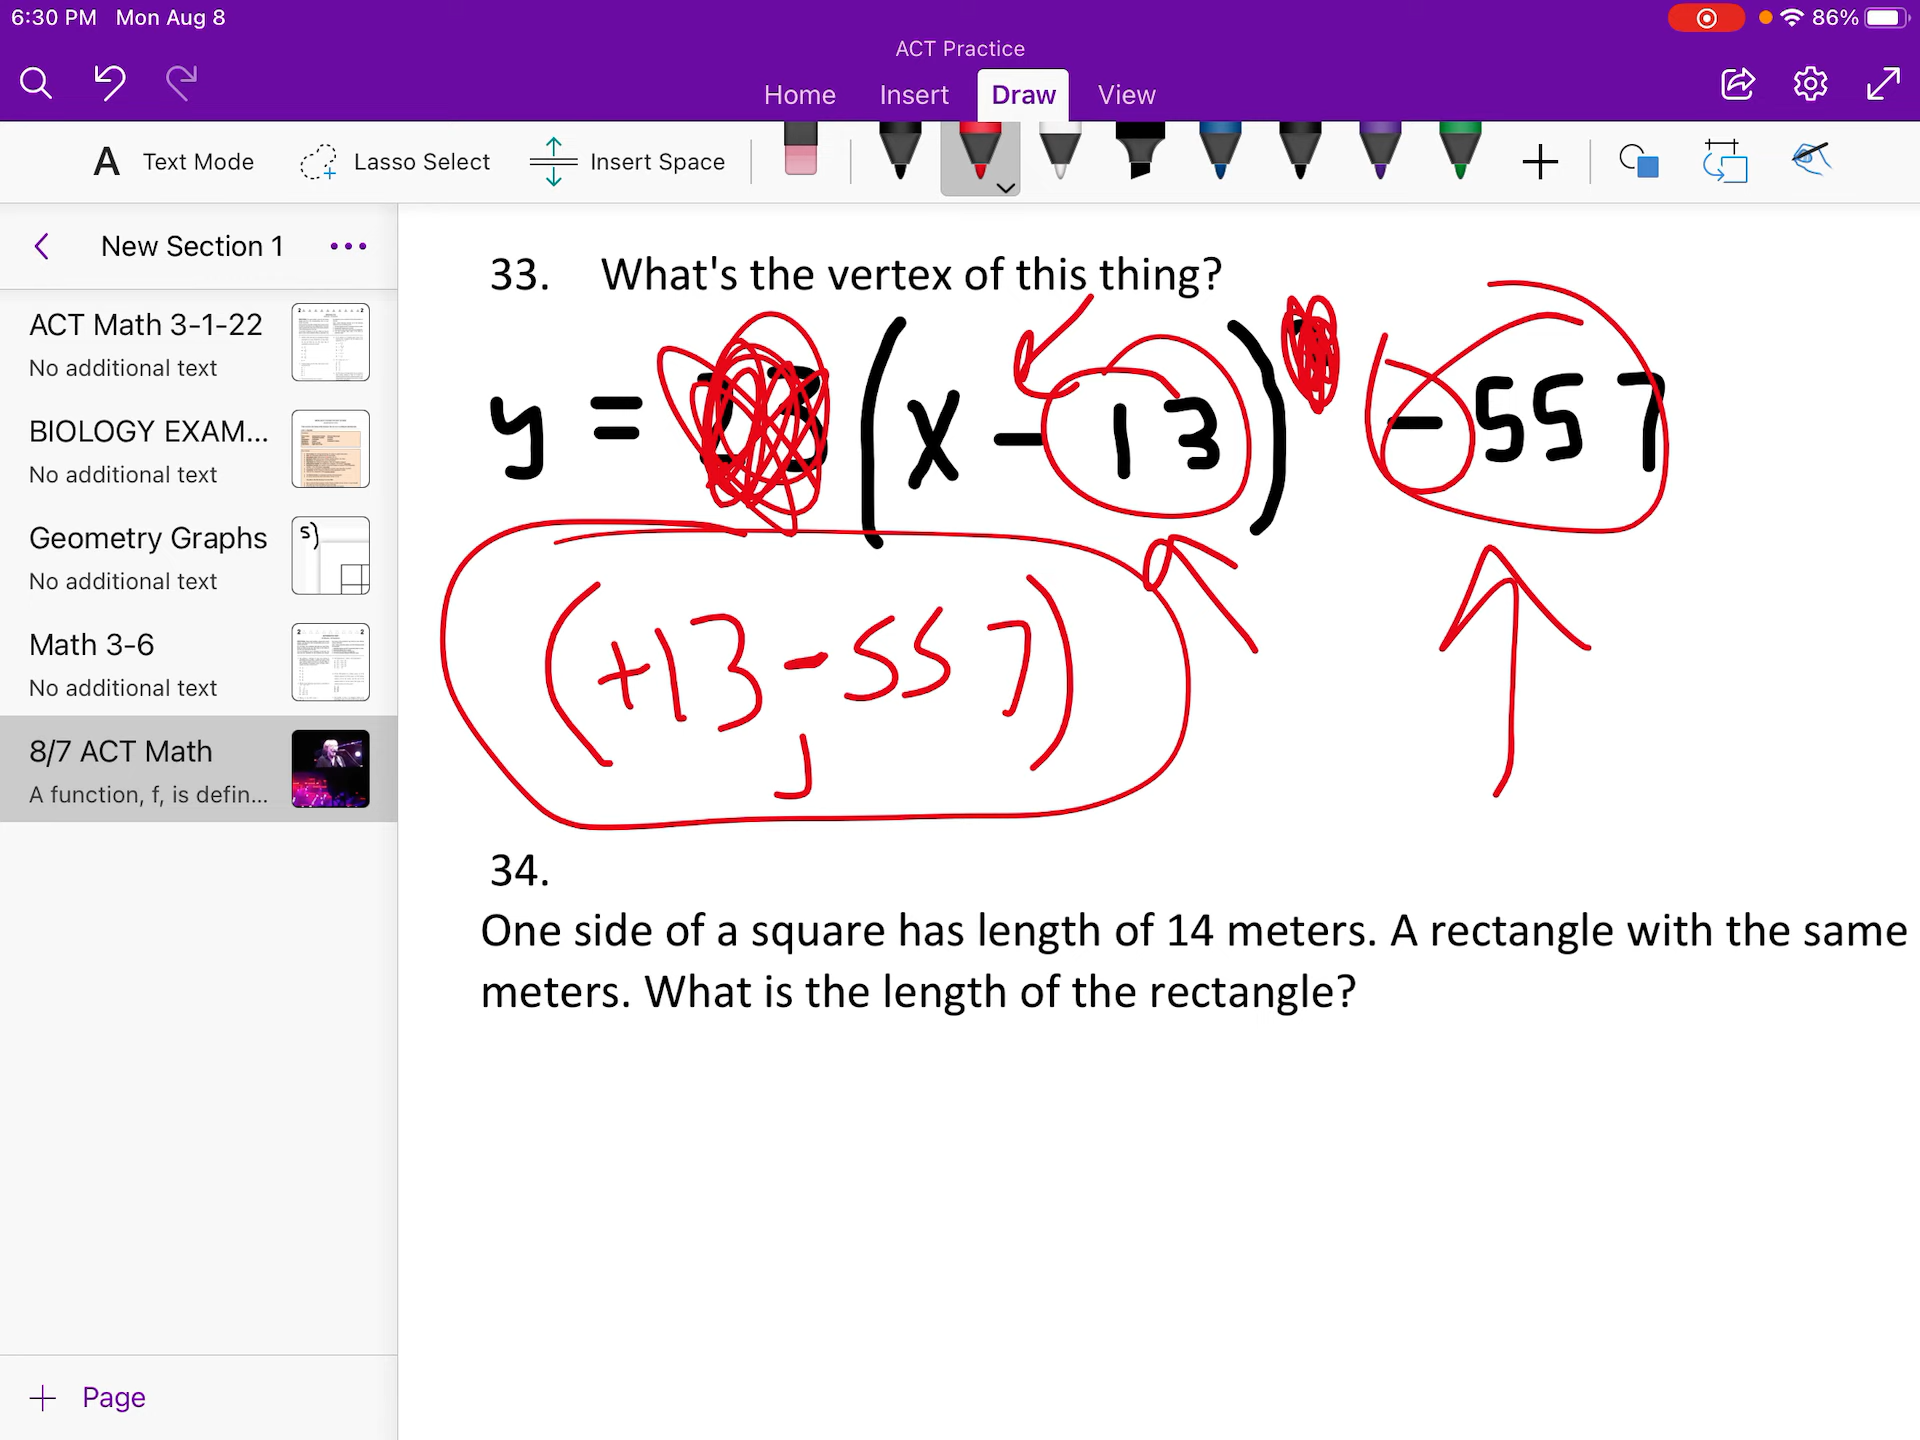 6:30 PM Mon Aug 8
86%
ACT Practice
Home Insert Draw View
A Text Mode Lasso Select Insert Space
New Section 1
ACT Math 3-1-22
No additional text
BIOLOGY EXAM...
No additional text
Geometry Graphs
No additional text
5)
Math 3-6
No additional text
8/7 ACT Math
A function, f, is defin...
Page
33. What's the vertex of this thing?
y = (x - 13) - 557
(+13, -557)
34.
One side of a square has length of 14 meters. A rectangle with the same
meters. What is the length of the rectangle?